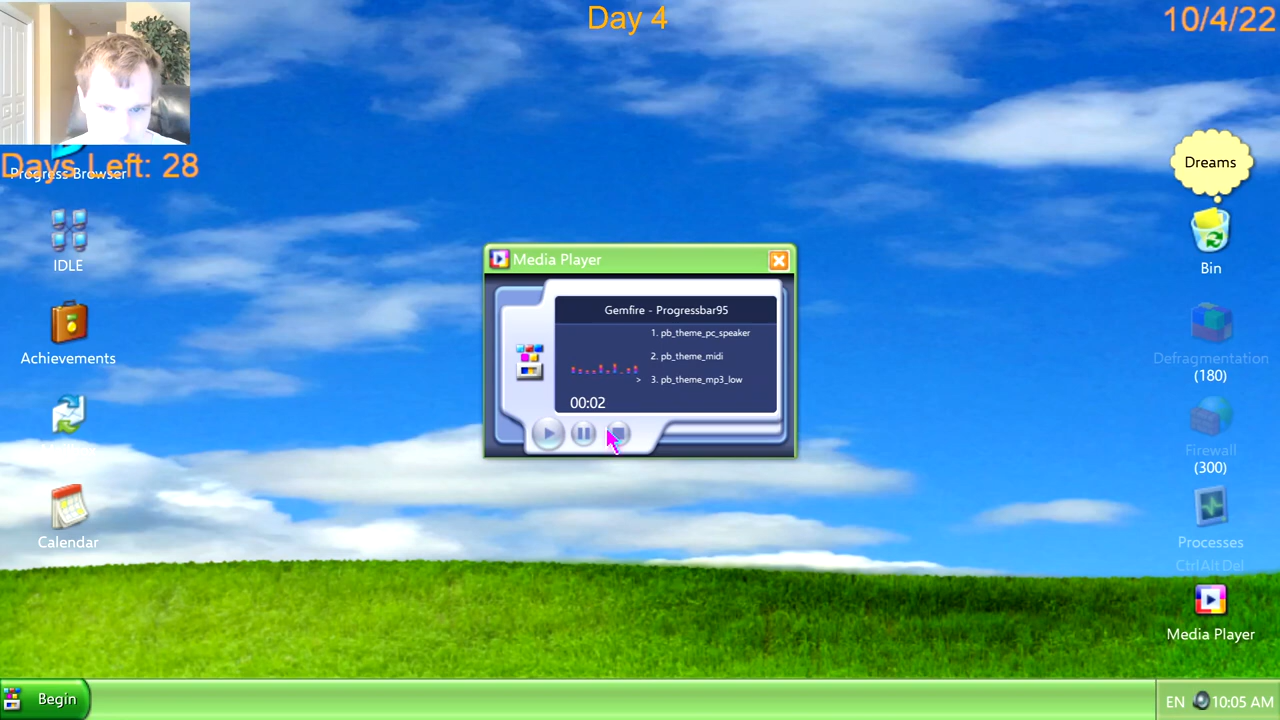 Day 4
10/4/22
Days Left: 28
Progress Browser
IDLE
Achievements
Calendar
Media Player
Gemfire - Progressbar95
1. pb_theme_pc_speaker
2. pb_theme_midi
> 3. pb_theme_mp3_low
00:02
Dreams
Bin
Defragmentation
(180)
Firewall
(300)
Processes
CtrlAltDel
Media Player
Begin
EN 10:05 AM